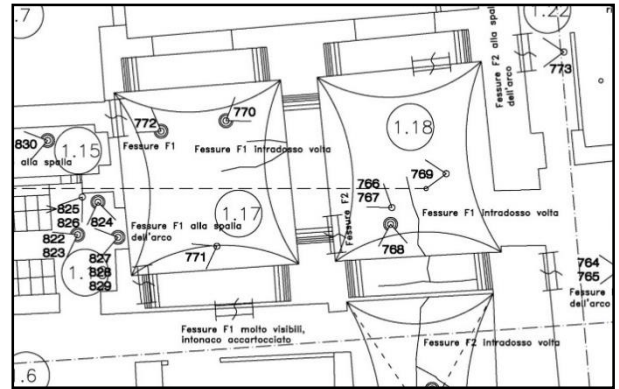 .7
1.22
Fessure F2 alla spal
dell'arco
773
772
770
1.18
830
1.15
alla spalla
Fessure F1
Fessure F1 intradosso volta
769
766
767
825
826
824
1.17
Fessure F2
Fessure F1 intradosso volta
822
823
Fessure F1 alla spalla
dell'arco
768
771
827
828
829
764
765
Fessure F
dell'arco
Fessure F1 molto visibili,
intonaco accartocciato
Fessure F2 intradosso volta
.6